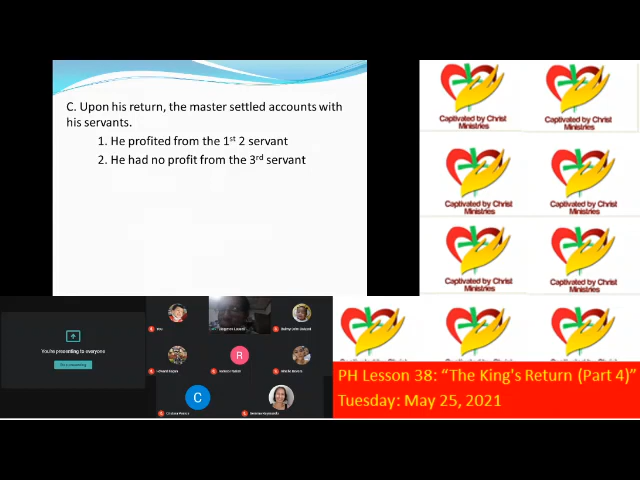 C. Upon his return, the master settled accounts with
his servants.
1. He profited from the 1st 2 servant
2. He had no profit from the 3rd servant
Captivated by Christ
Ministries
Captivated by Christ
Ministries
Captivated by Christ
Ministries
Captivated by Christ
Ministries
Captivated by Christ
Ministries
Captivated by Christ
Ministries
You're presenting to everyone
R
C
PH Lesson 38: “The King's Return (Part 4)”
Tuesday: May 25, 2021